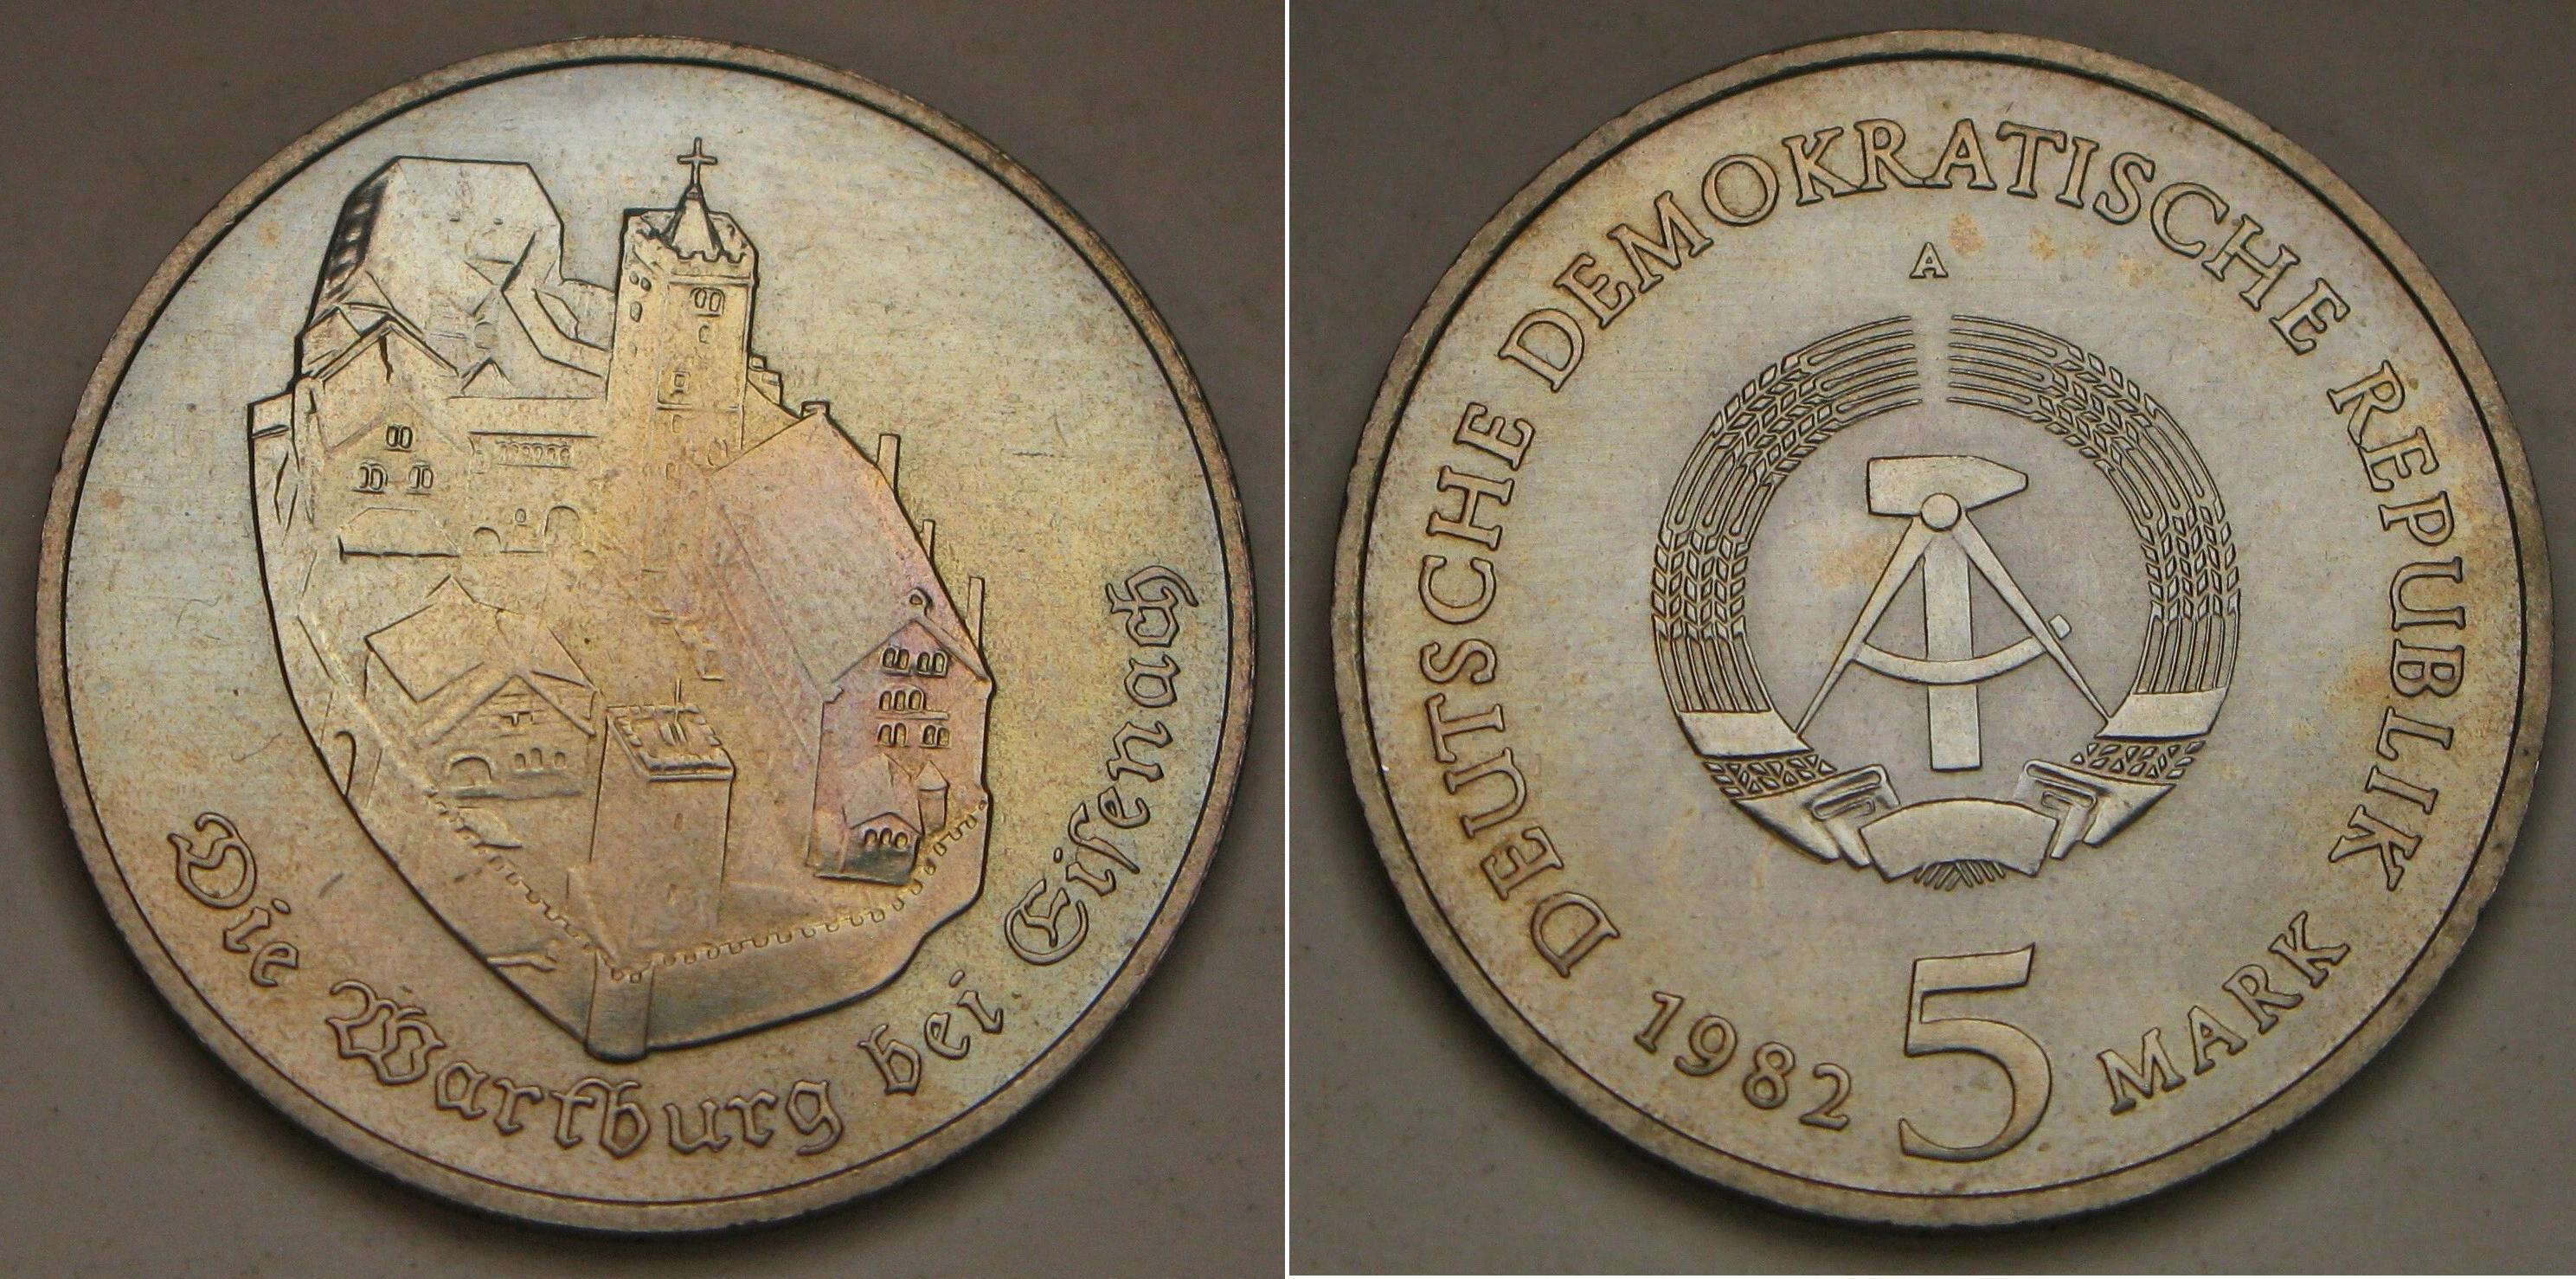 Die Wartburg bei Eiſenach
DEUTSCHE DEMOKRATISCHE REPUBLIK
A
1982 5 MARK